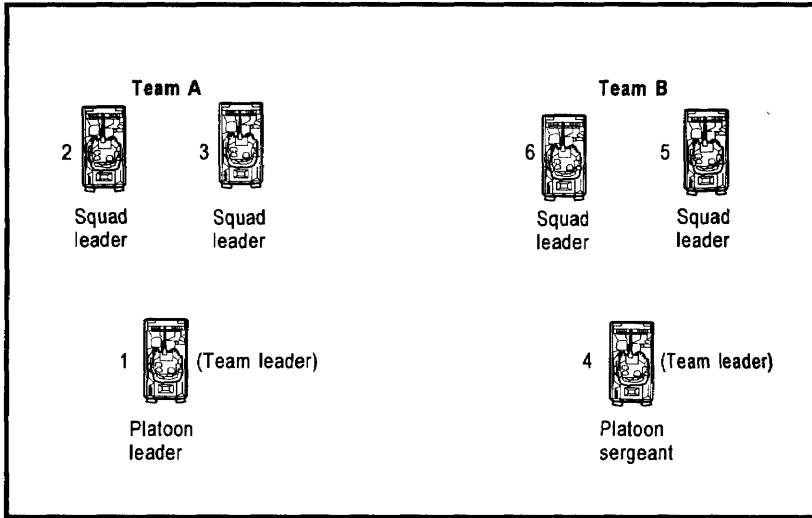 Team A
2
3
Squad
leader
Squad
leader
1
(Team leader)
Platoon
leader
Team B
6
5
Squad
leader
Squad
leader
4
(Team leader)
Platoon
sergeant